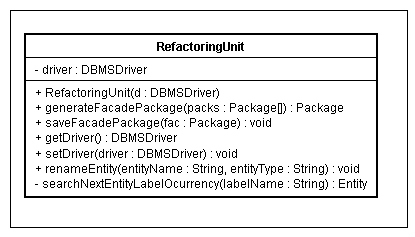 RefactoringUnit
- driver : DBMSDriver
+ RefactoringUnit(d : DBMSDriver)
+ generateFacadePackage(packs : Package[]) : Package
+ saveFacadePackage(fac : Package) : void
+ getDriver() : DBMSDriver
+ setDriver(driver : DBMSDriver) : void
+ renameEntity(entityName : String, entityType : String) : void
- searchNextEntityLabelOcurrency(labelName : String) : Entity